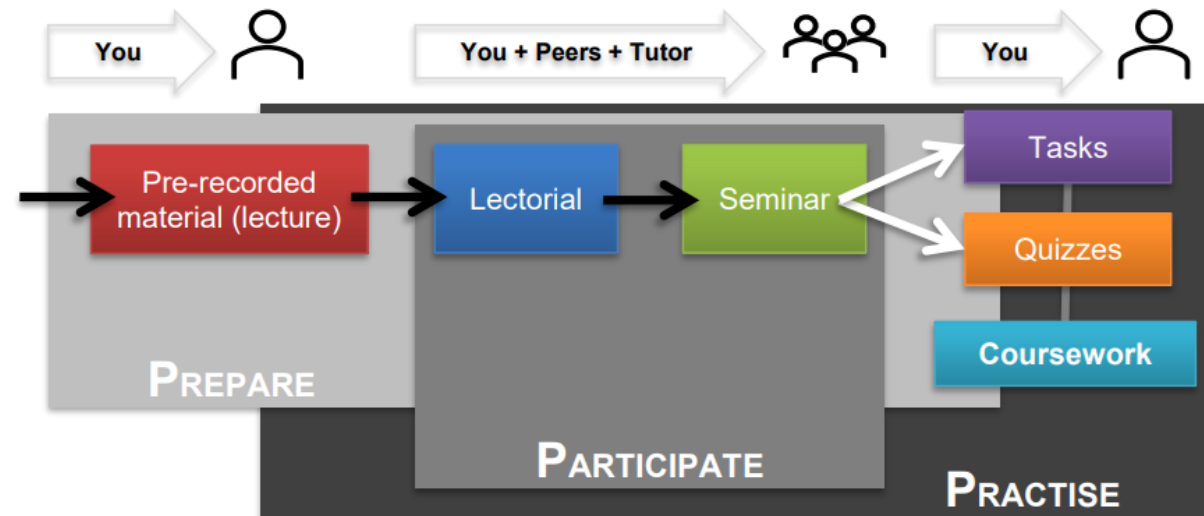 You
You + Peers + Tutor
You
Pre-recorded
material (lecture)
Lectorial
Seminar
Tasks
Quizzes
Coursework
PREPARE
PARTICIPATE
PRACTISE